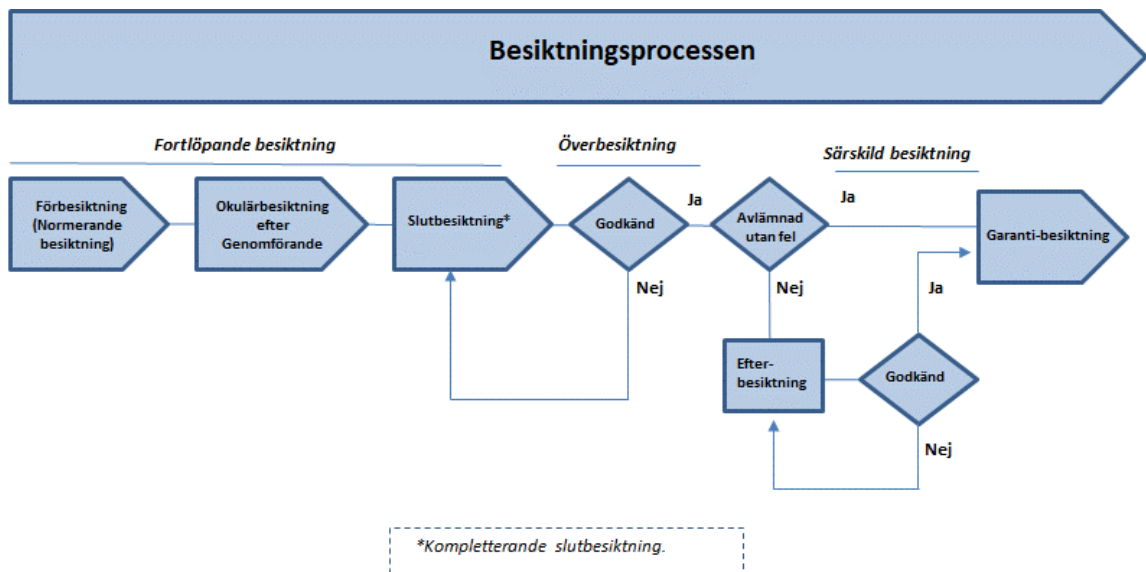 Besiktningsprocessen
Fortlöpande besiktning
Överbesiktning
Särskild besiktning
Förbesiktning
(Normerande
besiktning)
Okulärbesiktning
efter
Genomförande
Slutbesiktning*
Godkänd
Ja
Avlämnad
utan fel
Ja
Garanti-besiktning
Nej
Nej
Ja
Efter-
besiktning
Godkänd
Nej
*Kompletterande slutbesiktning.